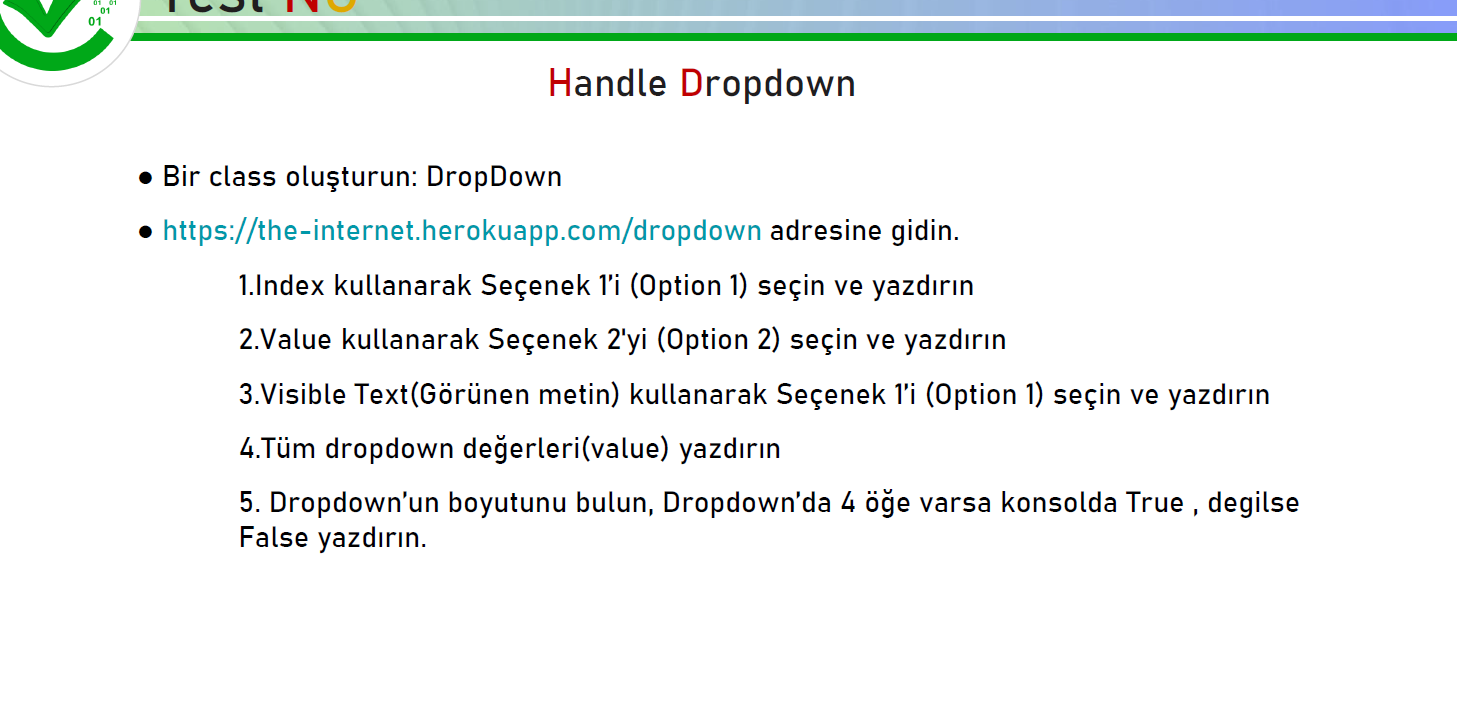 01 01
01
01
Test NO
Handle Dropdown
● Bir class oluşturun: DropDown
● https://the-internet.herokuapp.com/dropdown adresine gidin.
1.Index kullanarak Seçenek 1’i (Option 1) seçin ve yazdırın
2.Value kullanarak Seçenek 2'yi (Option 2) seçin ve yazdırın
3.Visible Text(Görünen metin) kullanarak Seçenek 1’i (Option 1) seçin ve yazdırın
4.Tüm dropdown değerleri(value) yazdırın
5. Dropdown’un boyutunu bulun, Dropdown’da 4 öğe varsa konsolda True , degilse
False yazdırın.